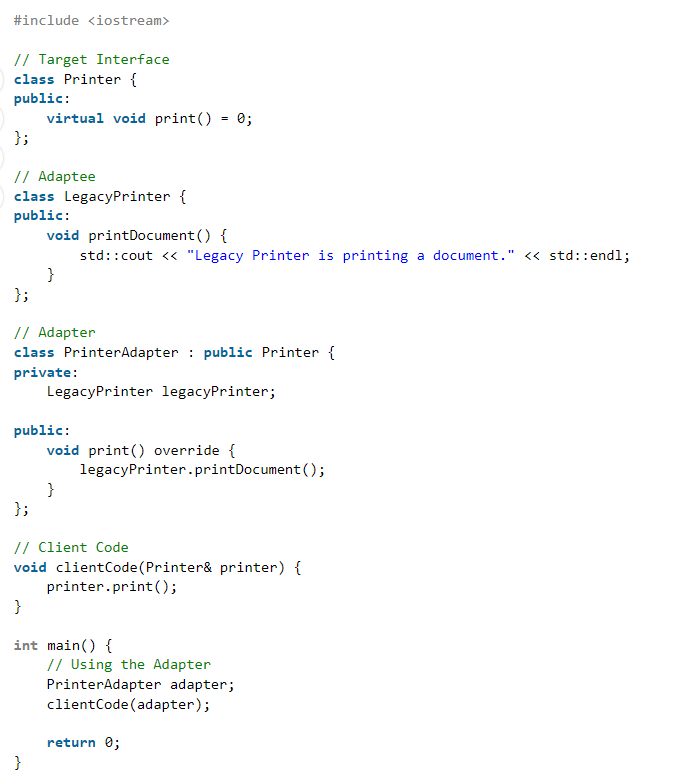 #include <iostream>
// Target Interface
class Printer {
public:
    virtual void print() = 0;
};
// Adaptee
class LegacyPrinter {
public:
    void printDocument() {
        std::cout << "Legacy Printer is printing a document." << std::endl;
    }
};
// Adapter
class PrinterAdapter : public Printer {
private:
    LegacyPrinter legacyPrinter;
public:
    void print() override {
        legacyPrinter.printDocument();
    }
};
// Client Code
void clientCode(Printer& printer) {
    printer.print();
}
int main() {
    // Using the Adapter
    PrinterAdapter adapter;
    clientCode(adapter);
    return 0;
}